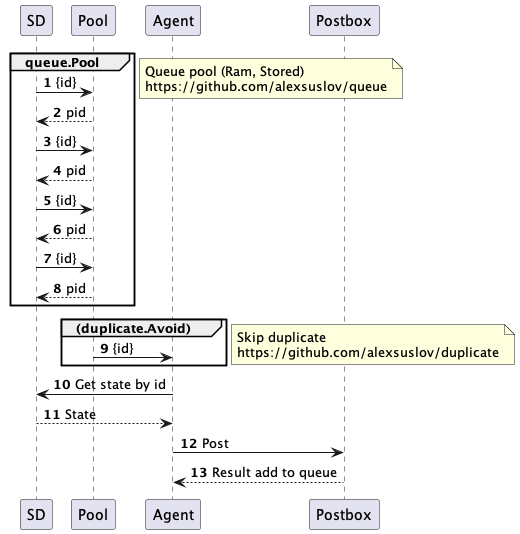 SD Pool Agent Postbox
queue.Pool
Queue pool (Ram, Stored)
https://github.com/alexsuslov/queue
1 {id}
2 pid
3 {id}
4 pid
5 {id}
6 pid
7 {id}
8 pid
(duplicate.Avoid)
Skip duplicate
https://github.com/alexsuslov/duplicate
9 {id}
10 Get state by id
11 State
12 Post
13 Result add to queue
SD Pool Agent Postbox